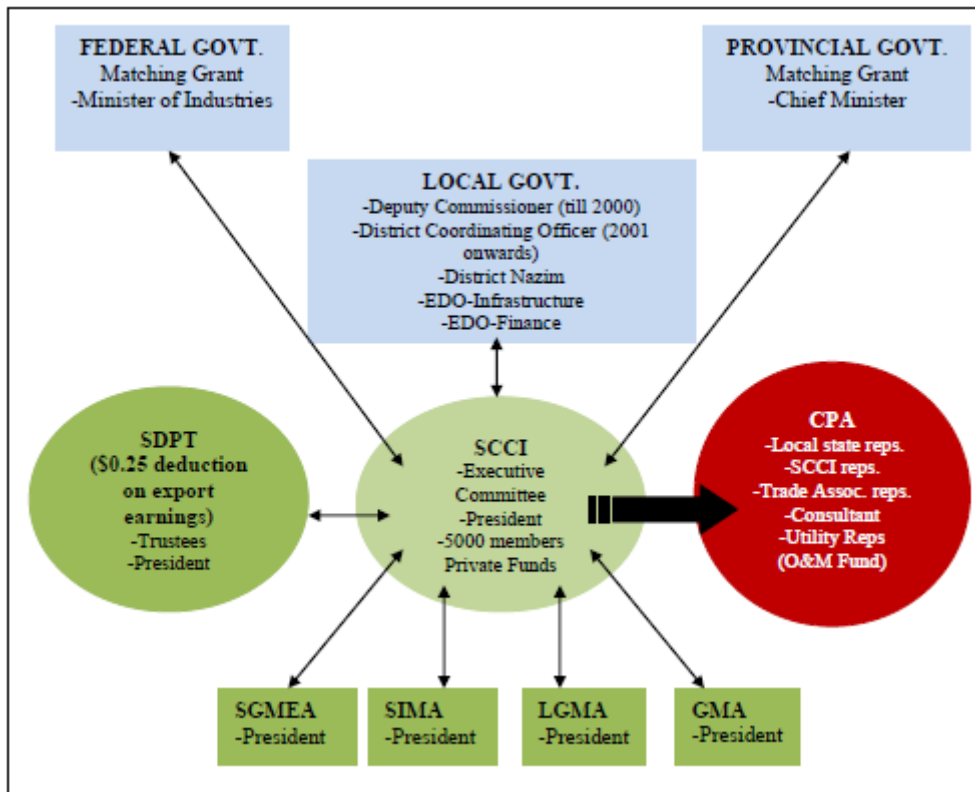 FEDERAL GOVT.
Matching Grant
-Minister of Industries
PROVINCIAL GOVT.
Matching Grant
-Chief Minister
LOCAL GOVT.
-Deputy Commissioner (till 2000)
-District Coordinating Officer (2001
onwards)
-District Nazim
-EDO-Infrastructure
-EDO-Finance
SDPT
($0.25 deduction
on export
earnings)
-Trustees
-President
SCCI
-Executive
Committee
-President
-5000 members
Private Funds
CPA
-Local state reps.
-SCCI reps.
-Trade Assoc. reps.
-Consultant
-Utility Reps
(O&M Fund)
SGMEA
-President
SIMA
-President
LGMA
-President
GMA
-President